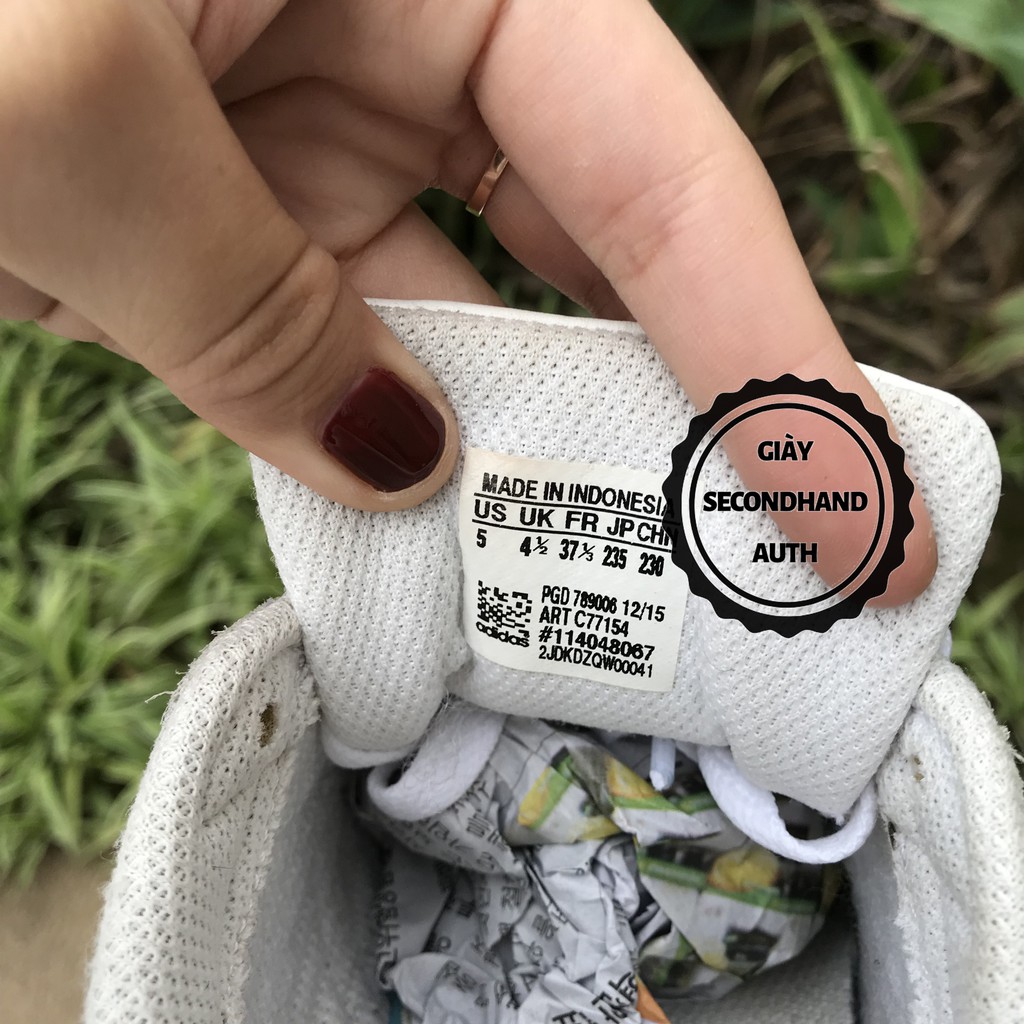 MADE IN INDONESIA
US UK FR JP CHN
5 4½ 37⅓ 235 230
PGD 789006 12/15
ART C77154
#114048067
adidas
2JDKDZQW00041
GIÀY
SECONDHAND
AUTH